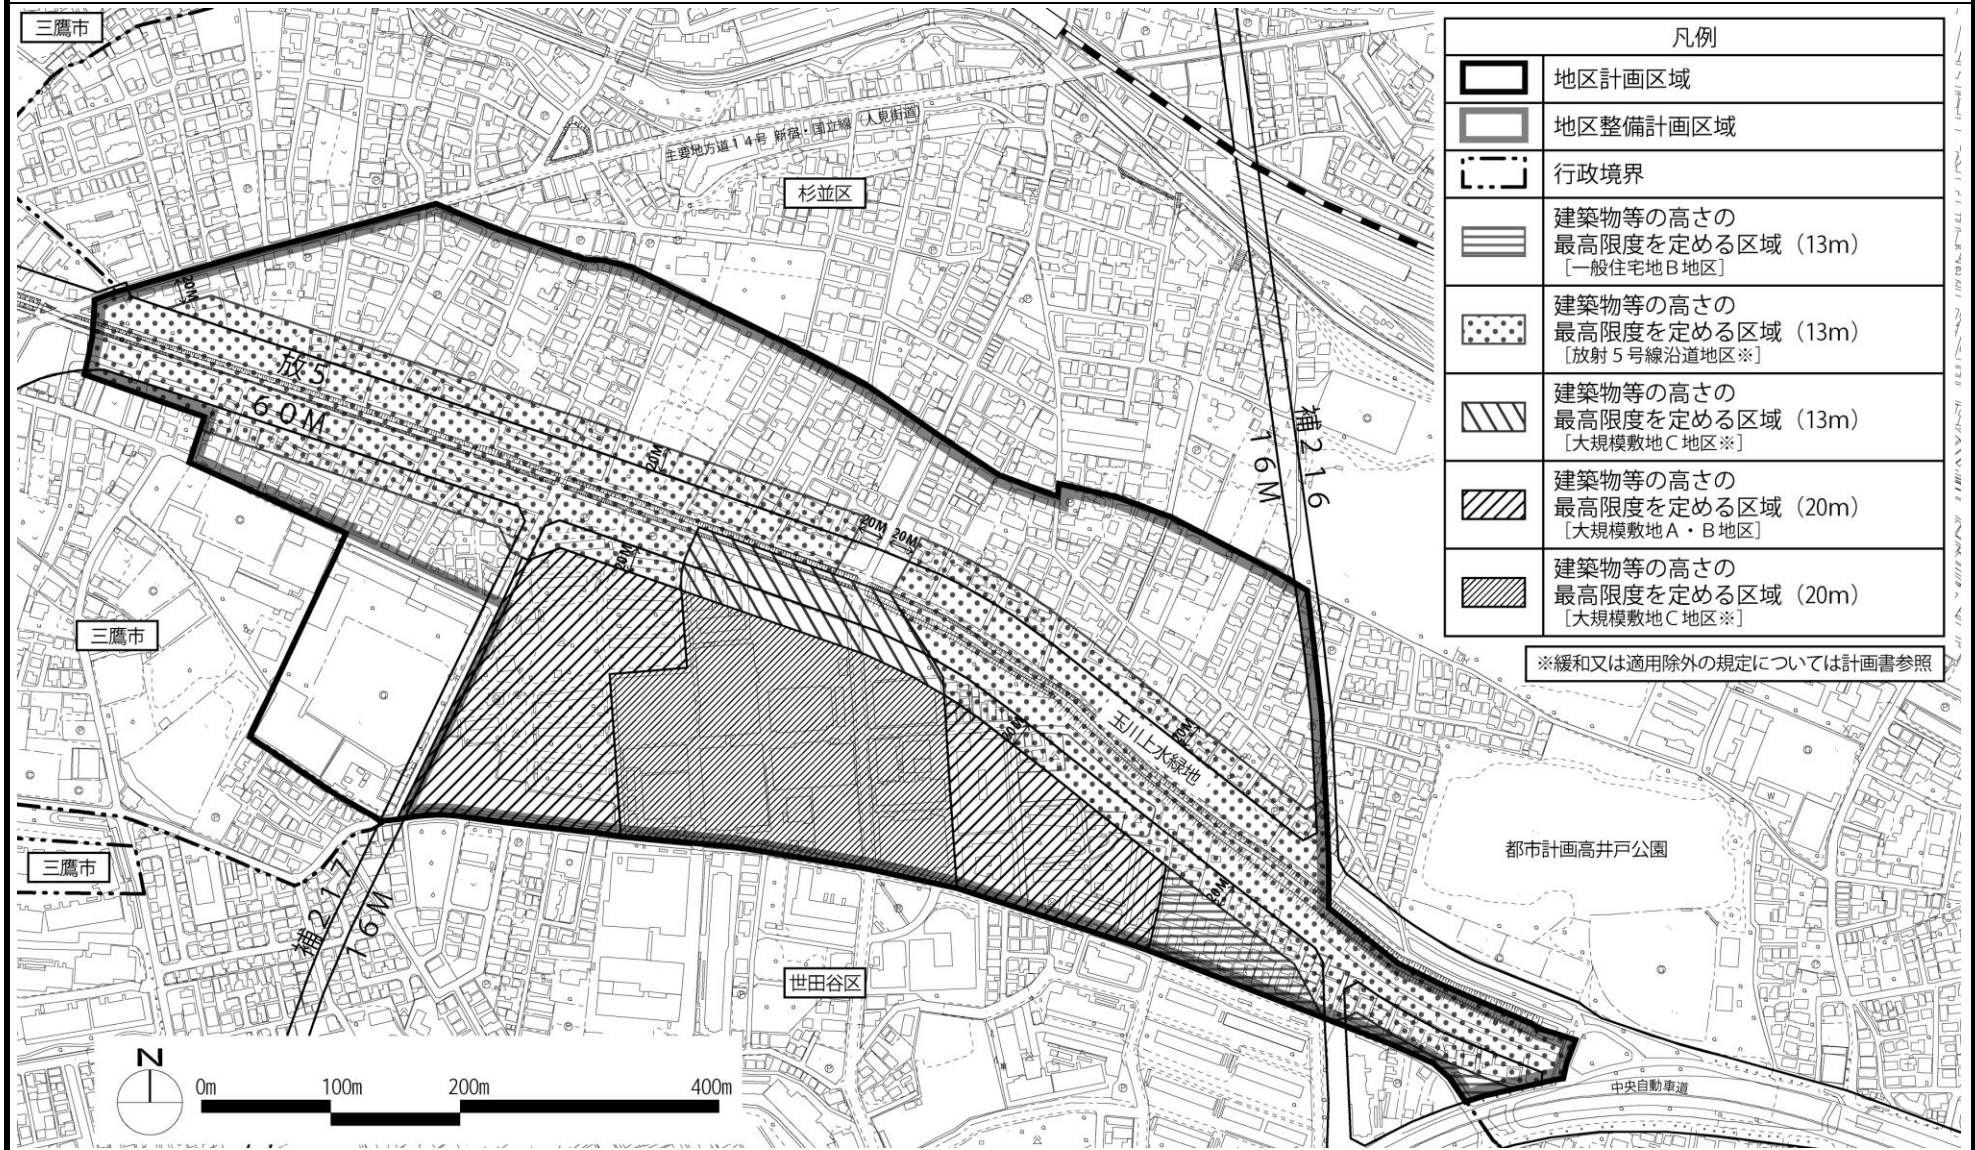 三鷹市
主要地方道14号 新宿・国立線（人見街道）
杉並区
20M
放5
60M
20M
20M
20M
20M
補216
16M
玉川上水緑地
20M
20M
三鷹市
三鷹市
補217
16M
20M
世田谷区
都市計画高井戸公園
中央自動車道
N
0m 100m 200m 400m
凡例
地区計画区域
地区整備計画区域
行政境界
建築物等の高さの
最高限度を定める区域（13m）
［一般住宅地B地区］
建築物等の高さの
最高限度を定める区域（13m）
［放射５号線沿道地区※］
建築物等の高さの
最高限度を定める区域（13m）
［大規模敷地C地区※］
建築物等の高さの
最高限度を定める区域（20m）
［大規模敷地A・B地区］
建築物等の高さの
最高限度を定める区域（20m）
［大規模敷地C地区※］
※緩和又は適用除外の規定については計画書参照